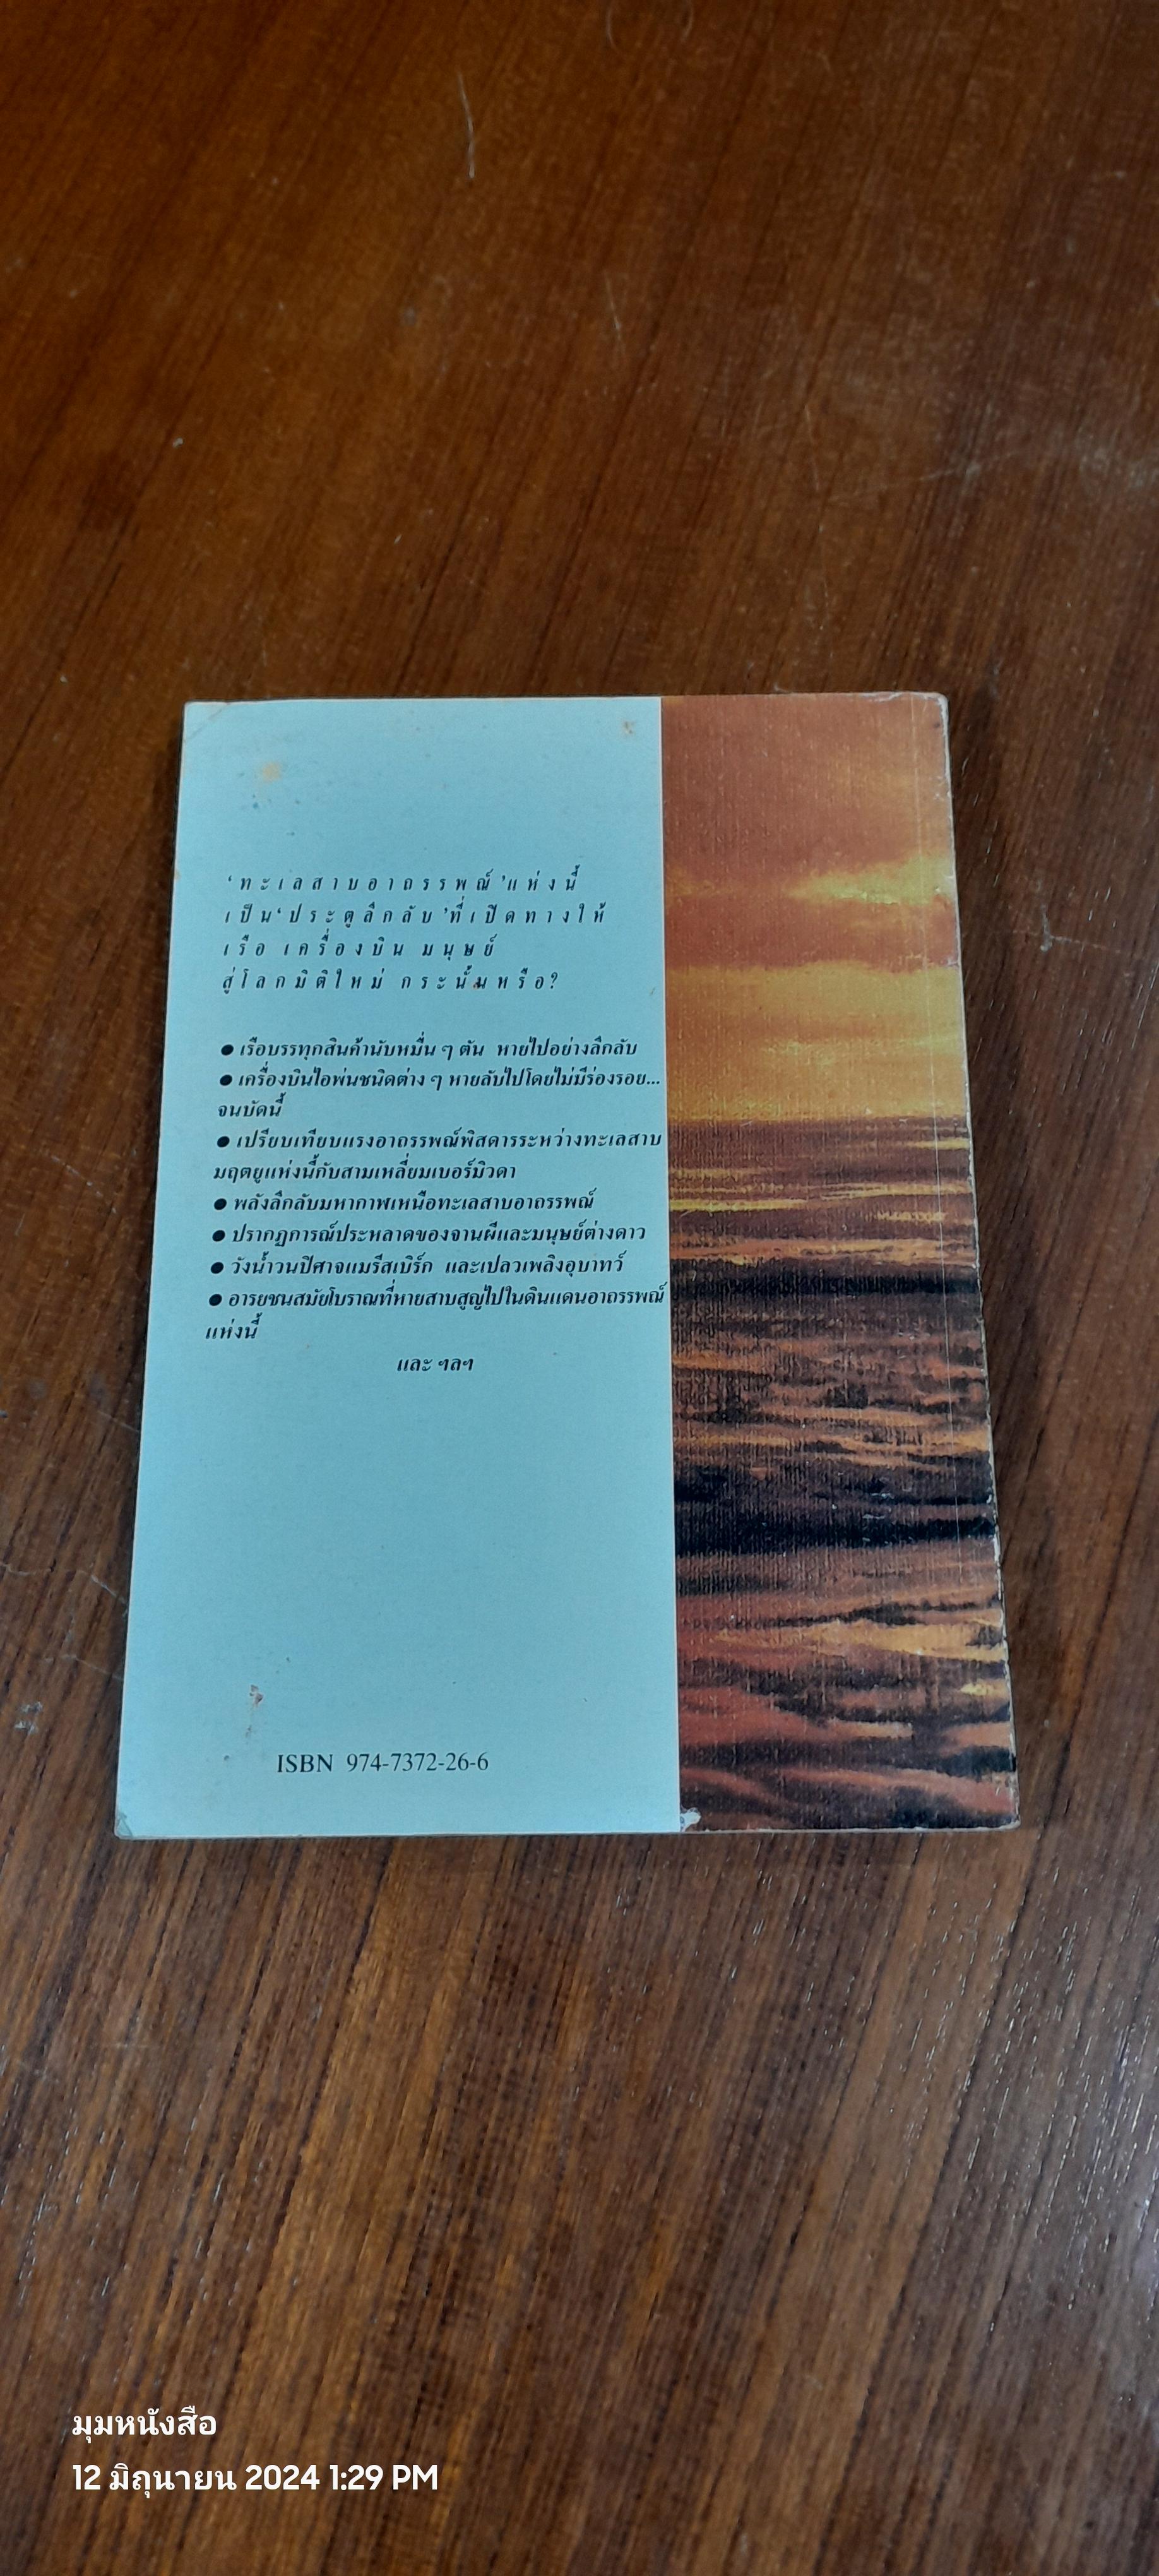 ‘ทะเลสาบอาถรรพณ์’แห่งนี้
เป็น‘ประตูลึกลับ’ที่เปิดทางให้
เรือ เครื่องบิน มนุษย์
สู่โลกมิติใหม่ กระนั้นหรือ?
● เรือบรรทุกสินค้านับหมื่น ๆ ตัน หายไปอย่างลึกลับ
● เครื่องบินไอพ่นชนิดต่าง ๆ หายลับไปโดยไม่มีร่องรอย...
จนบัดนี้
● เปรียบเทียบแรงอาถรรพณ์พิสดารระหว่างทะเลสาบ
มฤตยูแห่งนี้กับสามเหลี่ยมเบอร์มิวดา
● พลังลึกลับมหากาฬเหนือทะเลสาบอาถรรพณ์
● ปรากฏการณ์ประหลาดของจานผีและมนุษย์ต่างดาว
● วังน้ำวนปีศาจแมรีสเบิร์ก และเปลวเพลิงอุบาทว์
● อารยชนสมัยโบราณที่หายสาบสูญไปในดินแดนอาถรรพณ์
แห่งนี้
และ ฯลฯ
ISBN 974-7372-26-6
มุมหนังสือ
12 มิถุนายน 2024 1:29 PM